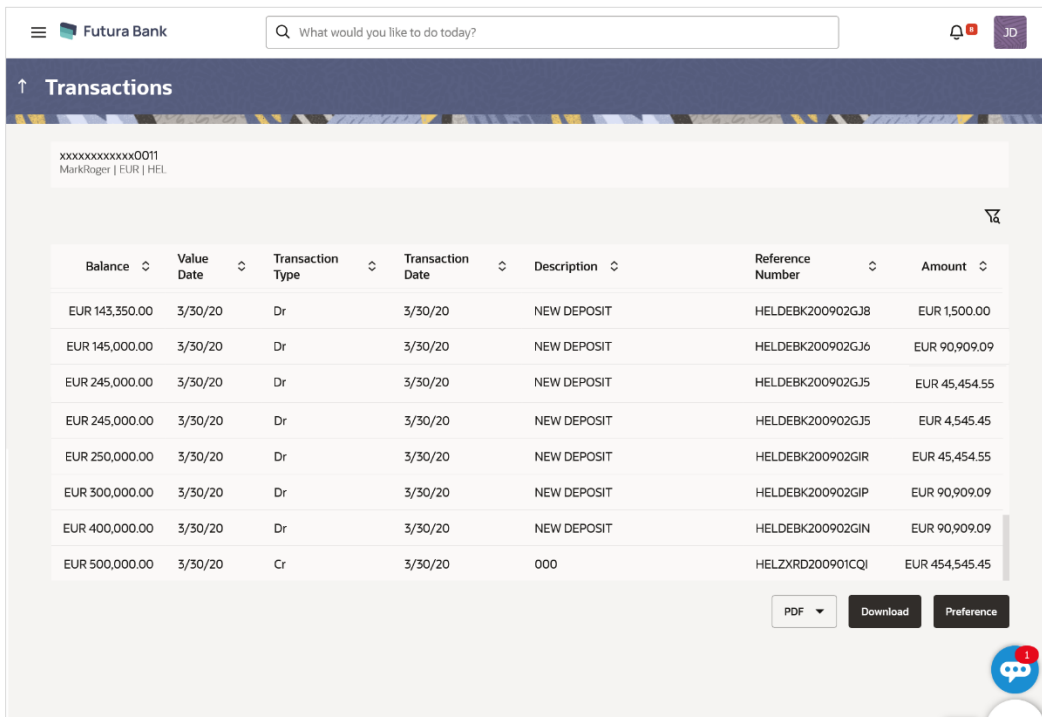 Futura Bank
What would you like to do today?
JD
Transactions
xxxxxxxxxxxx0011
MarkRoger | EUR | HEL
Balance Value Date Transaction Type Transaction Date Description Reference Number Amount
EUR 143,350.00 3/30/20 Dr 3/30/20 NEW DEPOSIT HELDEBK200902GJ8 EUR 1,500.00
EUR 145,000.00 3/30/20 Dr 3/30/20 NEW DEPOSIT HELDEBK200902GJ6 EUR 90,909.09
EUR 245,000.00 3/30/20 Dr 3/30/20 NEW DEPOSIT HELDEBK200902GJ5 EUR 45,454.55
EUR 245,000.00 3/30/20 Dr 3/30/20 NEW DEPOSIT HELDEBK200902GJ5 EUR 4,545.45
EUR 250,000.00 3/30/20 Dr 3/30/20 NEW DEPOSIT HELDEBK200902GIR EUR 45,454.55
EUR 300,000.00 3/30/20 Dr 3/30/20 NEW DEPOSIT HELDEBK200902GIP EUR 90,909.09
EUR 400,000.00 3/30/20 Dr 3/30/20 NEW DEPOSIT HELDEBK200902GIN EUR 90,909.09
EUR 500,000.00 3/30/20 Cr 3/30/20 000 HELZXRD200901CQI EUR 454,545.45
PDF Download Preference
1